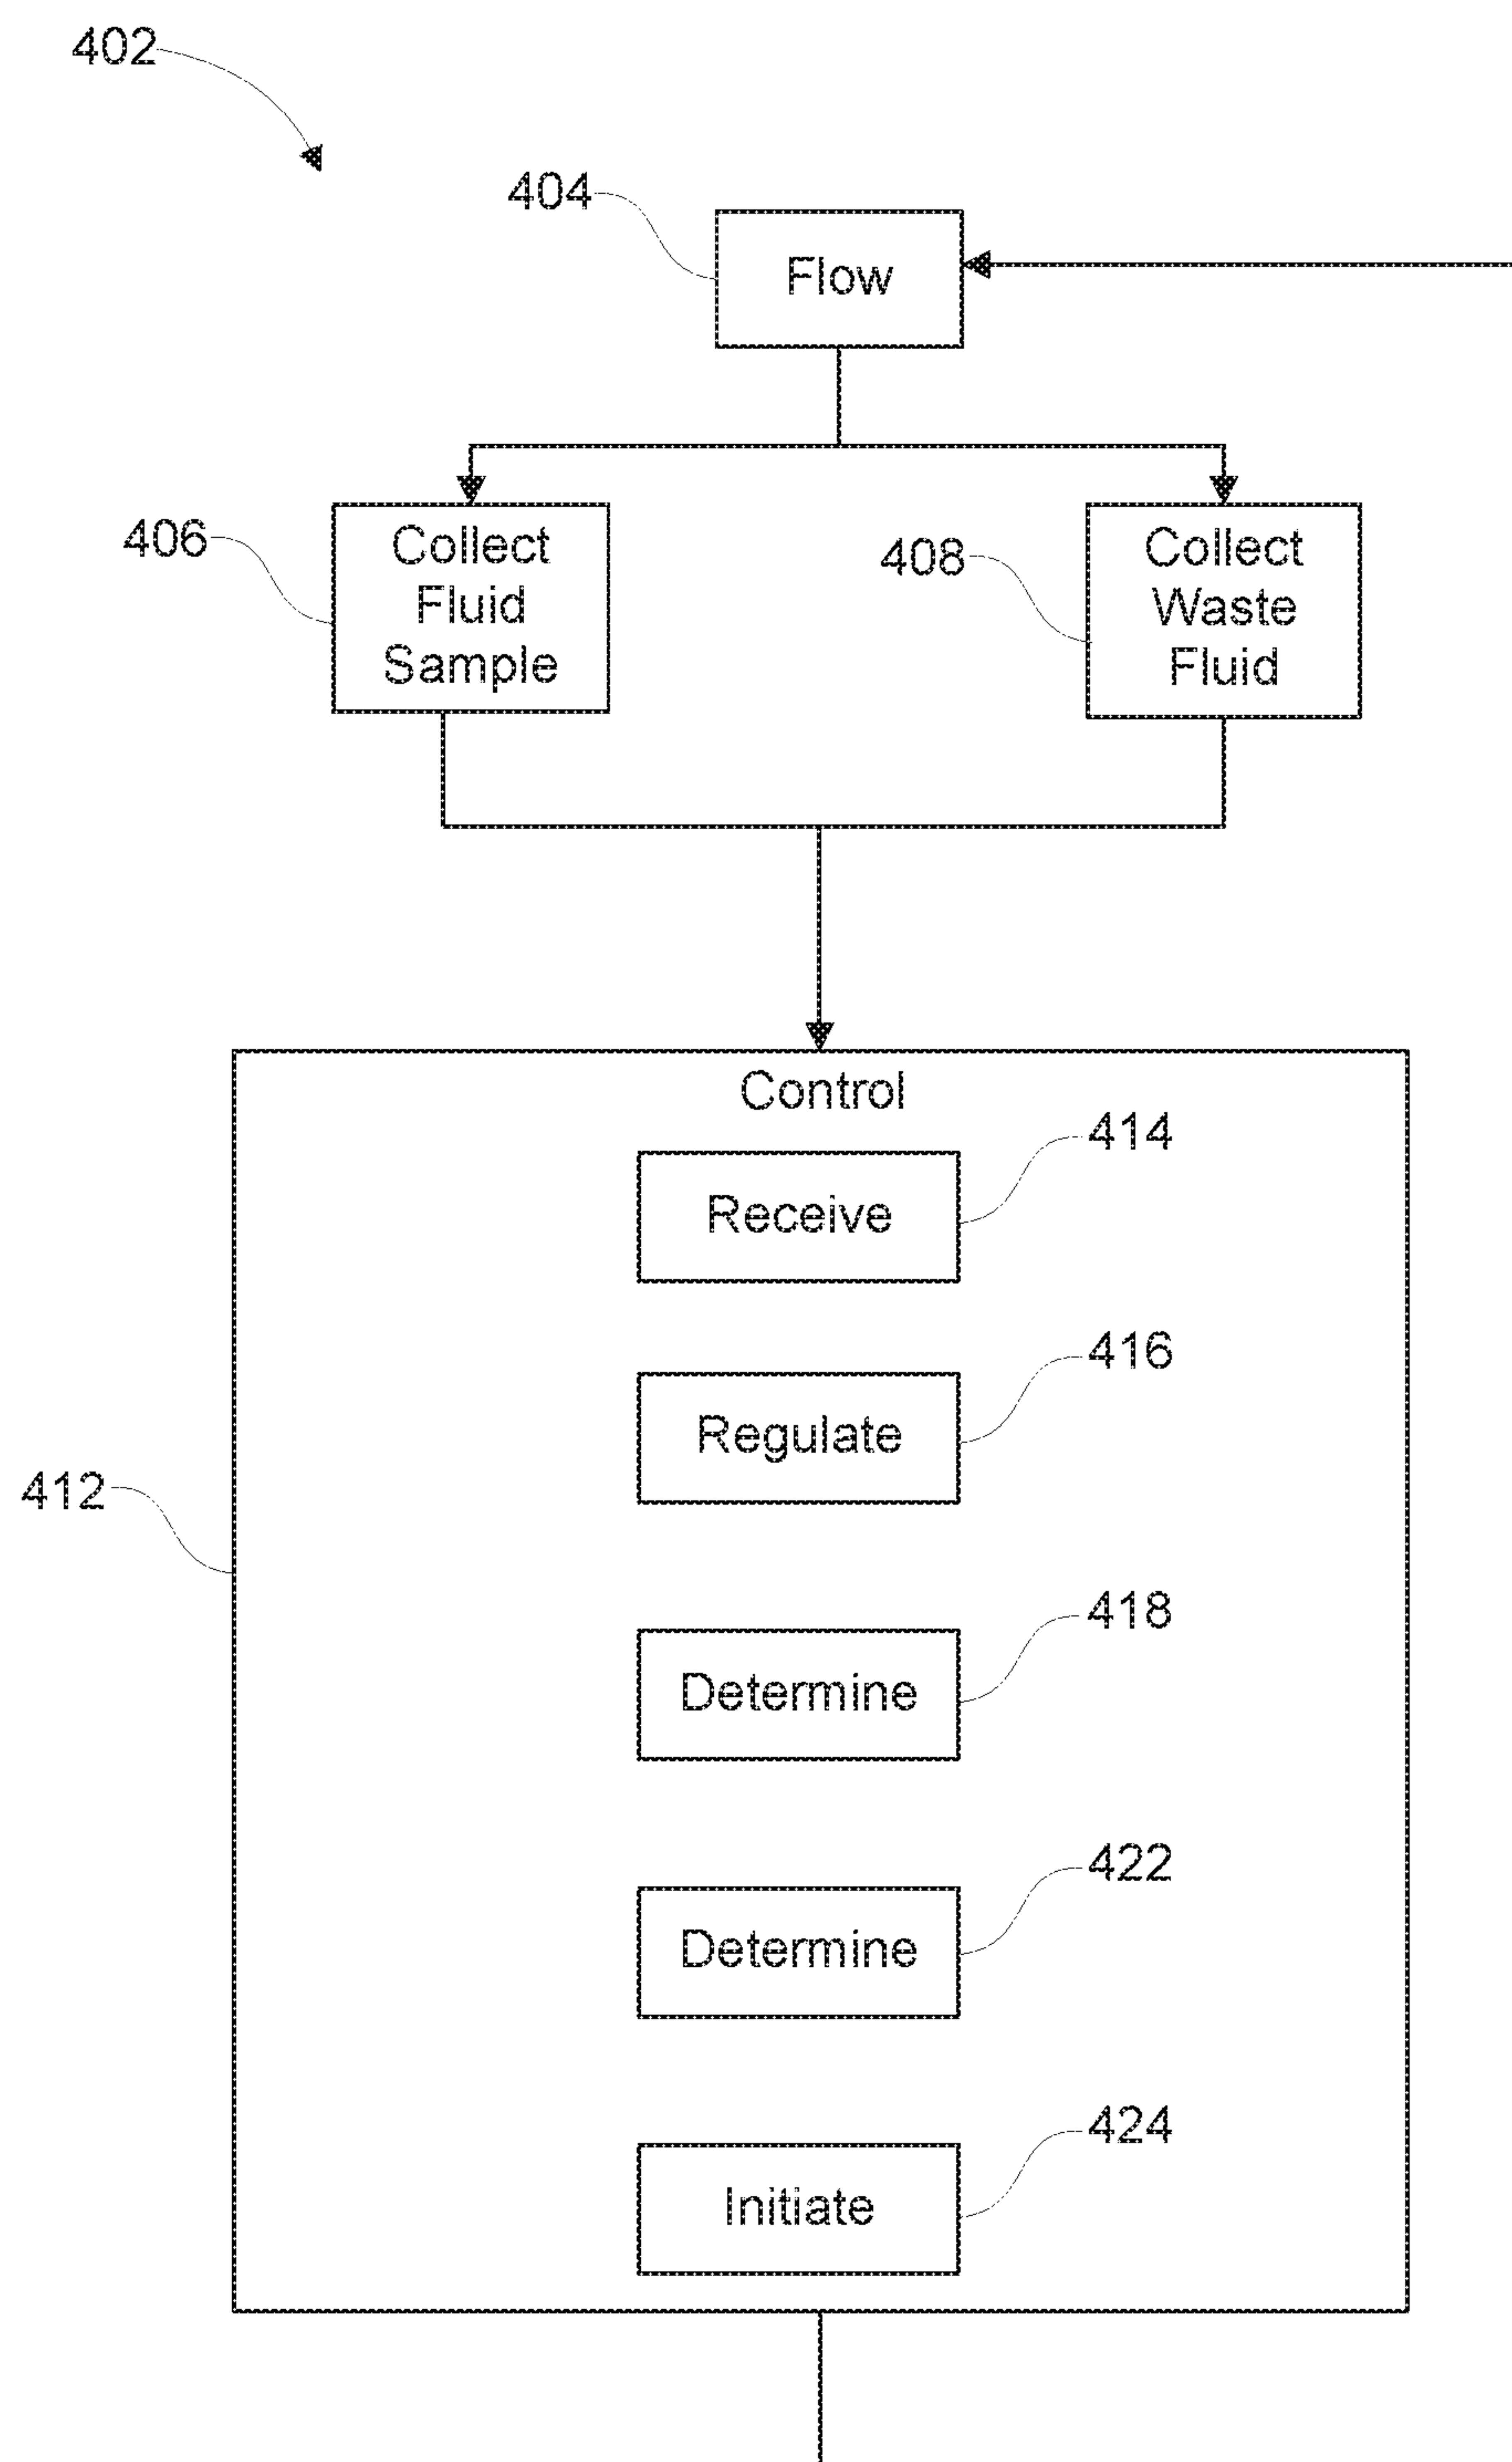 402
404
Flow
406
Collect
Fluid
Sample
408
Collect
Waste
Fluid
Control
414
Receive
416
Regulate
412
418
Determine
422
Determine
424
Initiate